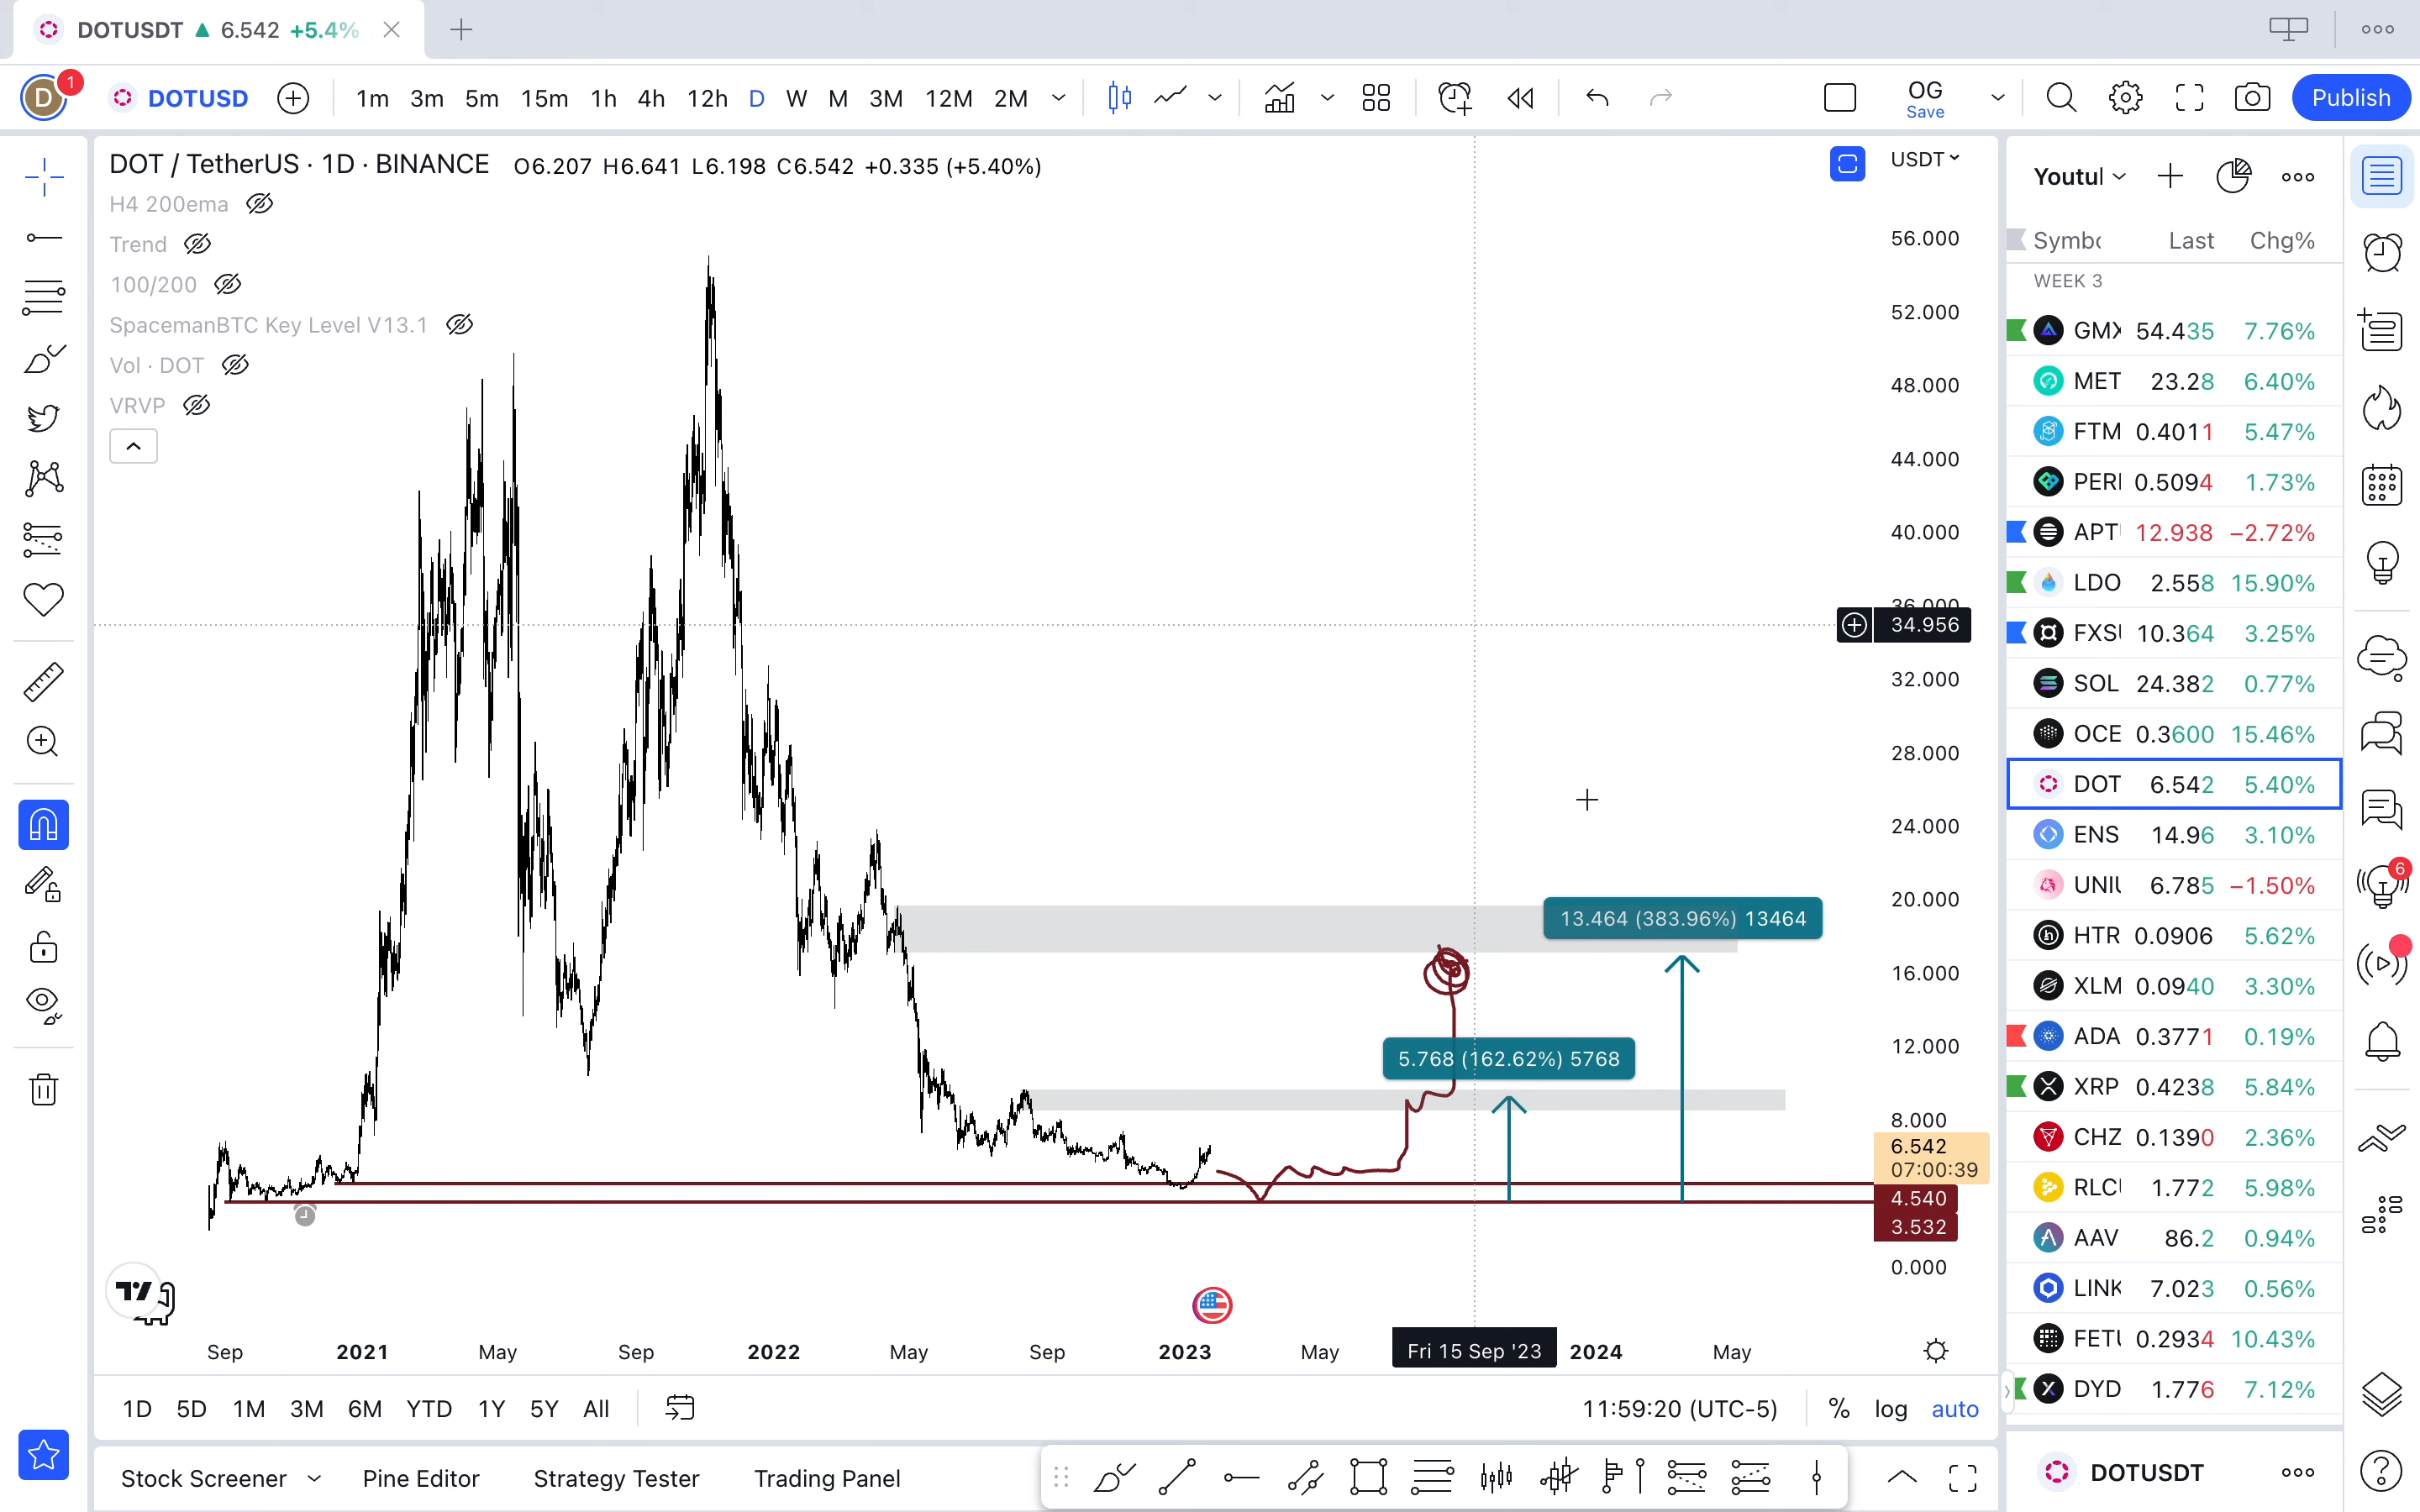 DOTUSDT ▲ 6.542 +5.4%
D 1 DOTUSD 1m 3m 5m 15m 1h 4h 12h D W M 3M 12M 2M OG Save Publish
DOT / TetherUS · 1D · BINANCE O6.207 H6.641 L6.198 C6.542 +0.335 (+5.40%)
H4 200ema
Trend
100/200
SpacemanBTC Key Level V13.1
Vol · DOT
VRVP
USDT
56.000
52.000
48.000
44.000
40.000
36.000
34.956
32.000
28.000
24.000
20.000
16.000
12.000
8.000
6.542
07:00:39
4.540
3.532
0.000
13.464 (383.96%) 13464
5.768 (162.62%) 5768
Sep 2021 May Sep 2022 May Sep 2023 May Fri 15 Sep '23 2024 May
1D 5D 1M 3M 6M YTD 1Y 5Y All 11:59:20 (UTC-5) % log auto
Stock Screener Pine Editor Strategy Tester Trading Panel
Last Chg%
WEEK 3
GMX 54.435 7.76%
MET 23.28 6.40%
FTM 0.4011 5.47%
PERP 0.5094 1.73%
APT 12.938 −2.72%
LDO 2.558 15.90%
FXS 10.364 3.25%
SOL 24.382 0.77%
OCE 0.3600 15.46%
DOT 6.542 5.40%
ENS 14.96 3.10%
UNI 6.785 −1.50%
HTR 0.0906 5.62%
XLM 0.0940 3.30%
ADA 0.3771 0.19%
XRP 0.4238 5.84%
CHZ 0.1390 2.36%
RLC 1.772 5.98%
AAV 86.2 0.94%
LINK 7.023 0.56%
FET 0.2934 10.43%
DYD 1.776 7.12%
DOTUSDT
6